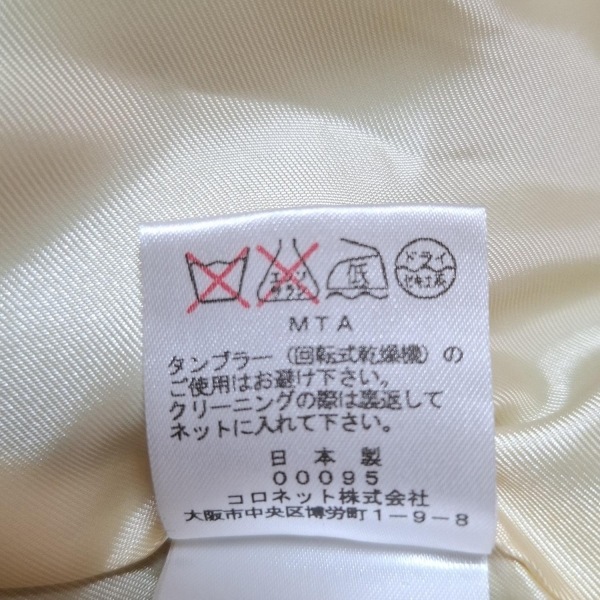 エンソ サラシ
低
ドライ
セキユ系
MTA
タンブラー（回転式乾燥機）の
ご使用はお避け下さい。
クリーニングの際は裏返して
ネットに入れて下さい。
日本製
00095
コロネット株式会社
大阪市中央区博労町1-9-8